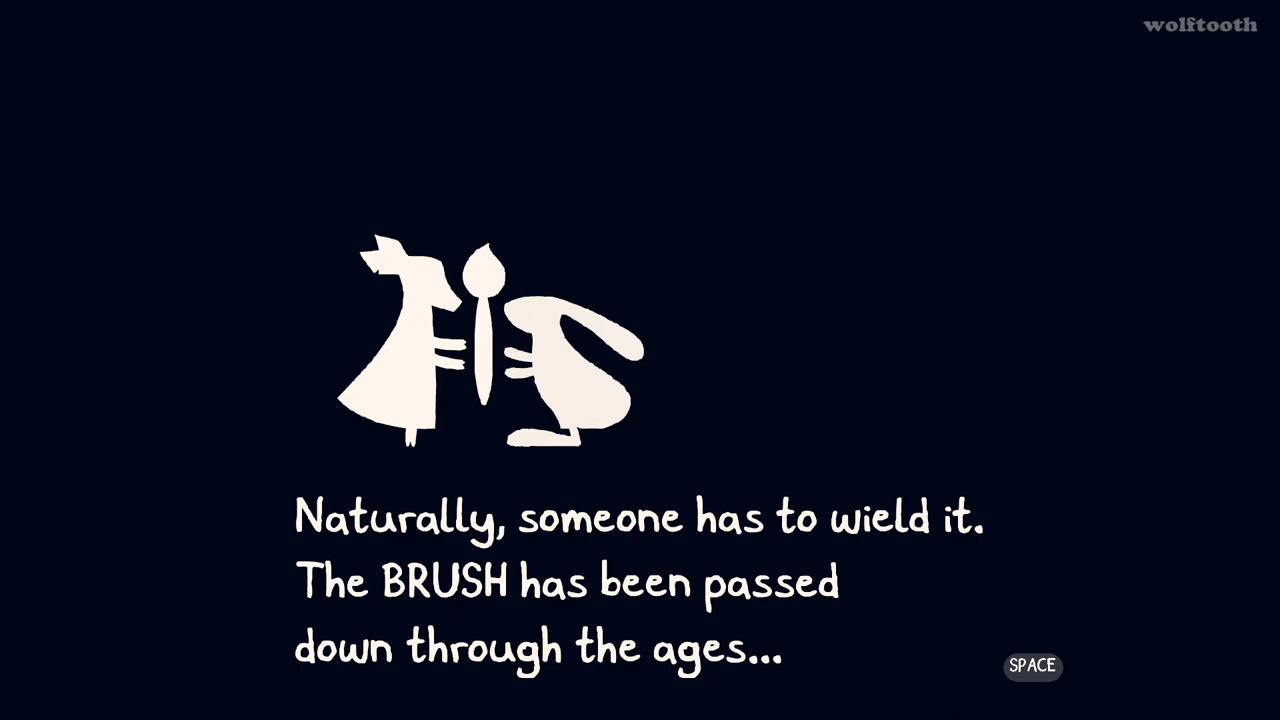 wolftooth
Naturally, someone has to wield it.
The BRUSH has been passed
down through the ages...
SPACE